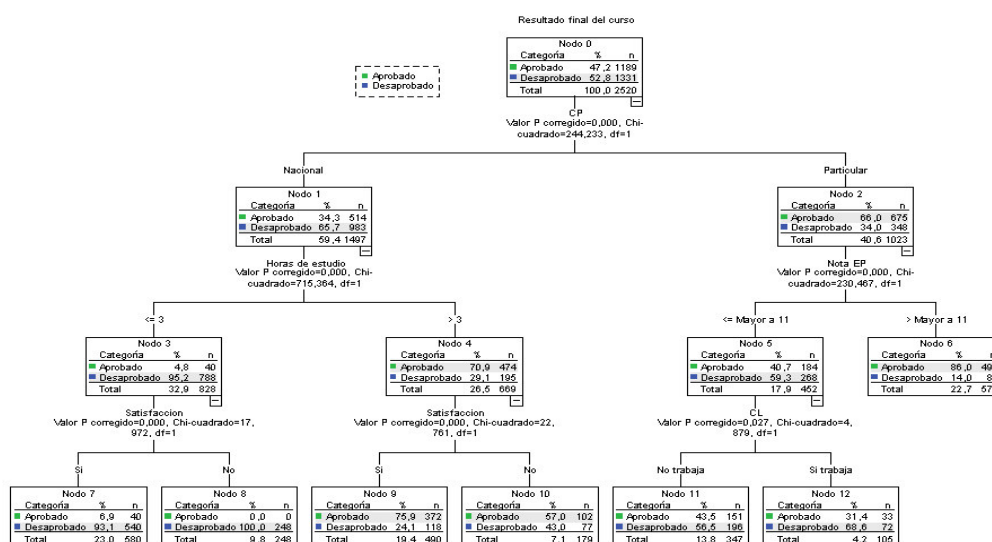 Resultado final del curso
Nodo 0
Categoría % n
Aprobado 47,2 1189
Desaprobado 52,8 1331
Total 100,0 2520
Aprobado
Desaprobado
CP
Valor P corregido=0,000, Chi-
cuadrado=244,233, df=1
Nacional
Particular
Nodo 1
Categoría % n
Aprobado 34,3 514
Desaprobado 65,7 983
Total 59,4 1497
Nodo 2
Categoría % n
Aprobado 66,0 675
Desaprobado 34,0 348
Total 40,6 1023
Horas de estudio
Valor P corregido=0,000, Chi-
cuadrado=715,364, df=1
Nota EP
Valor P corregido=0,000, Chi-
cuadrado=230,467, df=1
<= 3
> 3
<= Mayor a 11
> Mayor a 11
Nodo 3
Categoría % n
Aprobado 4,8 40
Desaprobado 95,2 788
Total 32,9 828
Nodo 4
Categoría % n
Aprobado 70,9 474
Desaprobado 29,1 195
Total 26,5 669
Nodo 5
Categoría % n
Aprobado 40,7 184
Desaprobado 59,3 268
Total 17,9 452
Nodo 6
Categoría %
Aprobado 86,0
Desaprobado 14,0
Total 22,7
Satisfaccion
Valor P corregido=0,000, Chi-cuadrado=17,
972, df=1
Satisfaccion
Valor P corregido=0,000, Chi-cuadrado=22,
761, df=1
CL
Valor P corregido=0,027, Chi-cuadrado=4,
879, df=1
Si
No
Si
No
No trabaja
Si trabaja
Nodo 7
Categoría % n
Aprobado 6,9 40
Desaprobado 93,1 540
Total 23,0 580
Nodo 8
Categoría % n
Aprobado 0,0 0
Desaprobado 100,0 248
Total 9,8 248
Nodo 9
Categoría % n
Aprobado 75,9 372
Desaprobado 24,1 118
Total 19,4 490
Nodo 10
Categoría % n
Aprobado 57,0 102
Desaprobado 43,0 77
Total 7,1 179
Nodo 11
Categoría % n
Aprobado 43,5 151
Desaprobado 56,5 196
Total 13,8 347
Nodo 12
Categoría % n
Aprobado 31,4 33
Desaprobado 68,6 72
Total 4,2 105